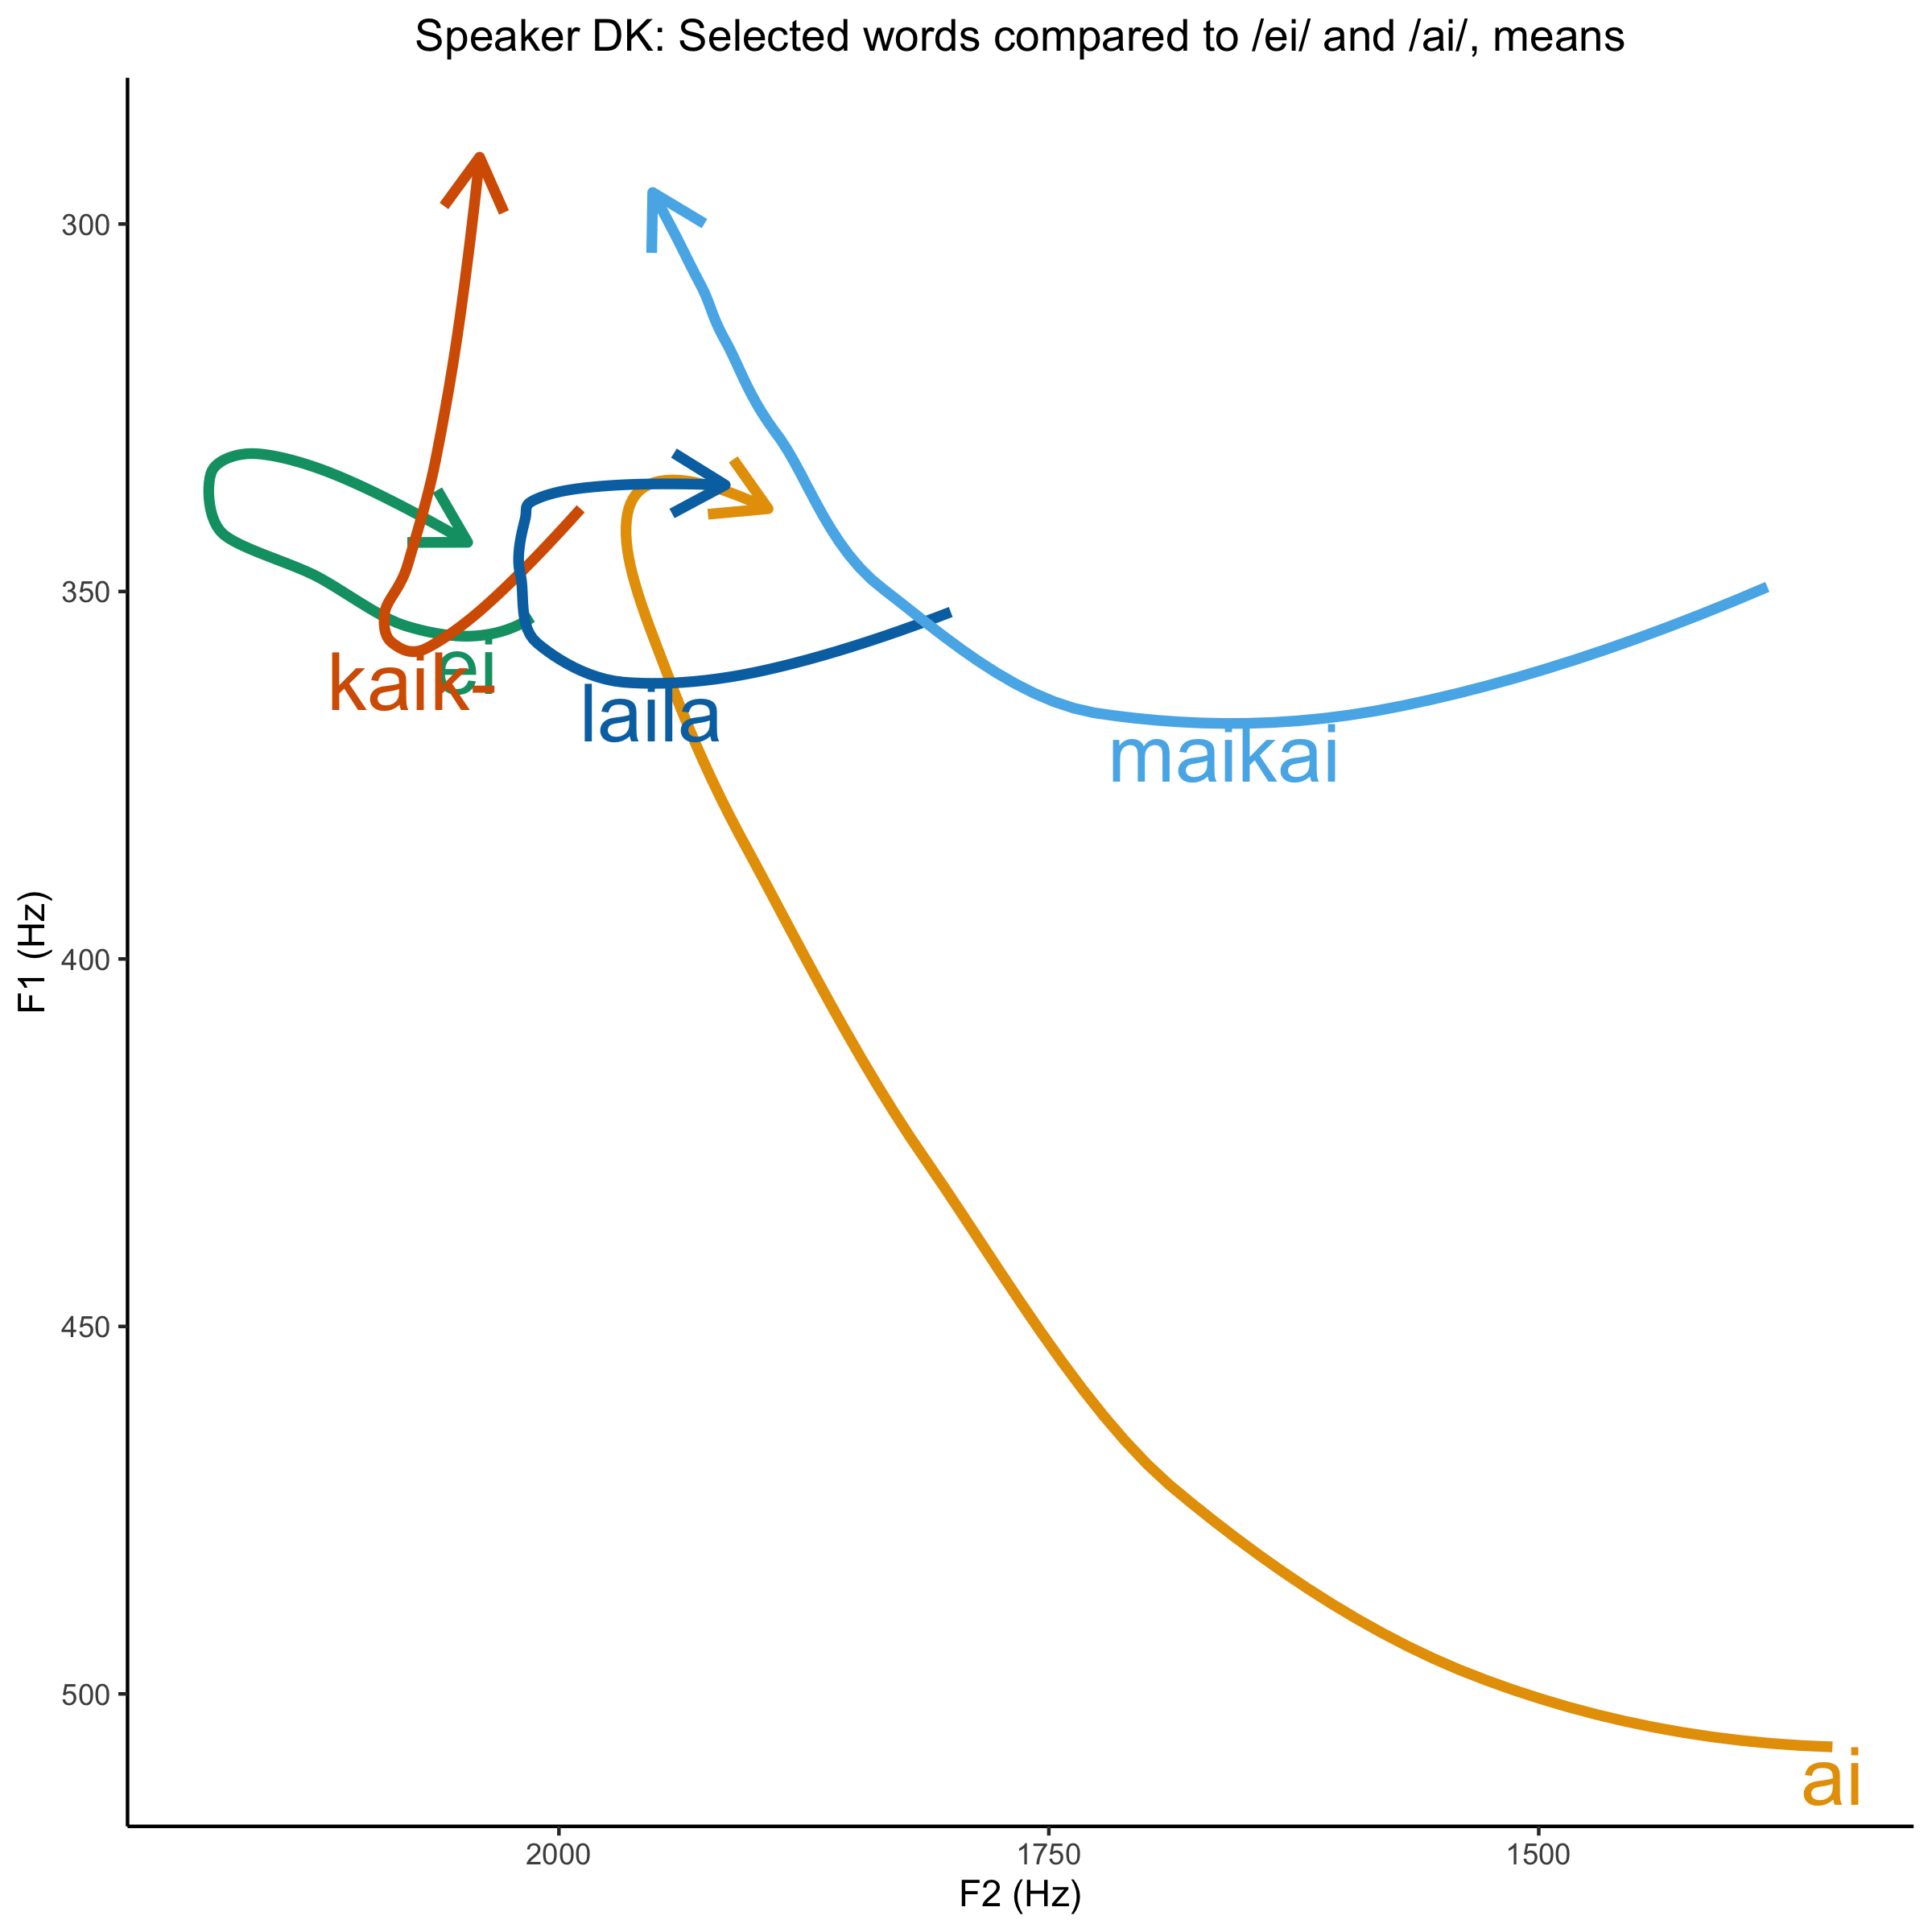 Speaker DK: Selected words compared to /ei/ and /ai/, means
300
350
400
450
500
F1 (Hz)
kaik-
ei
laila
maikai
ai
2000
1750
1500
F2 (Hz)